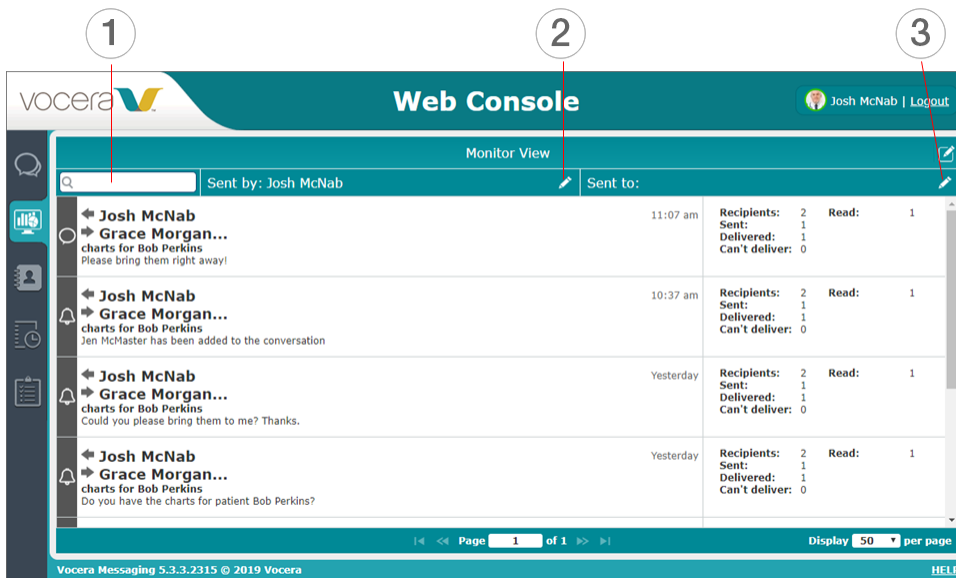 1 2 3
vocera Web Console Josh McNab | Logout
Monitor View
Sent by: Josh McNab Sent to:
Josh McNab 11:07 am Recipients: 2 Read: 1
Grace Morgan... Sent: 1
charts for Bob Perkins Delivered: 1
Please bring them right away! Can't deliver: 0
Josh McNab 10:37 am Recipients: 2 Read: 1
Grace Morgan... Sent: 1
charts for Bob Perkins Delivered: 1
Jen McMaster has been added to the conversation Can't deliver: 0
Josh McNab Yesterday Recipients: 2 Read: 1
Grace Morgan... Sent: 1
charts for Bob Perkins Delivered: 1
Could you please bring them to me? Thanks. Can't deliver: 0
Josh McNab Yesterday Recipients: 2 Read: 1
Grace Morgan... Sent: 1
charts for Bob Perkins Delivered: 1
Do you have the charts for patient Bob Perkins? Can't deliver: 0
Page 1 of 1 Display 50 per page
Vocera Messaging 5.3.3.2315 © 2019 Vocera HELP